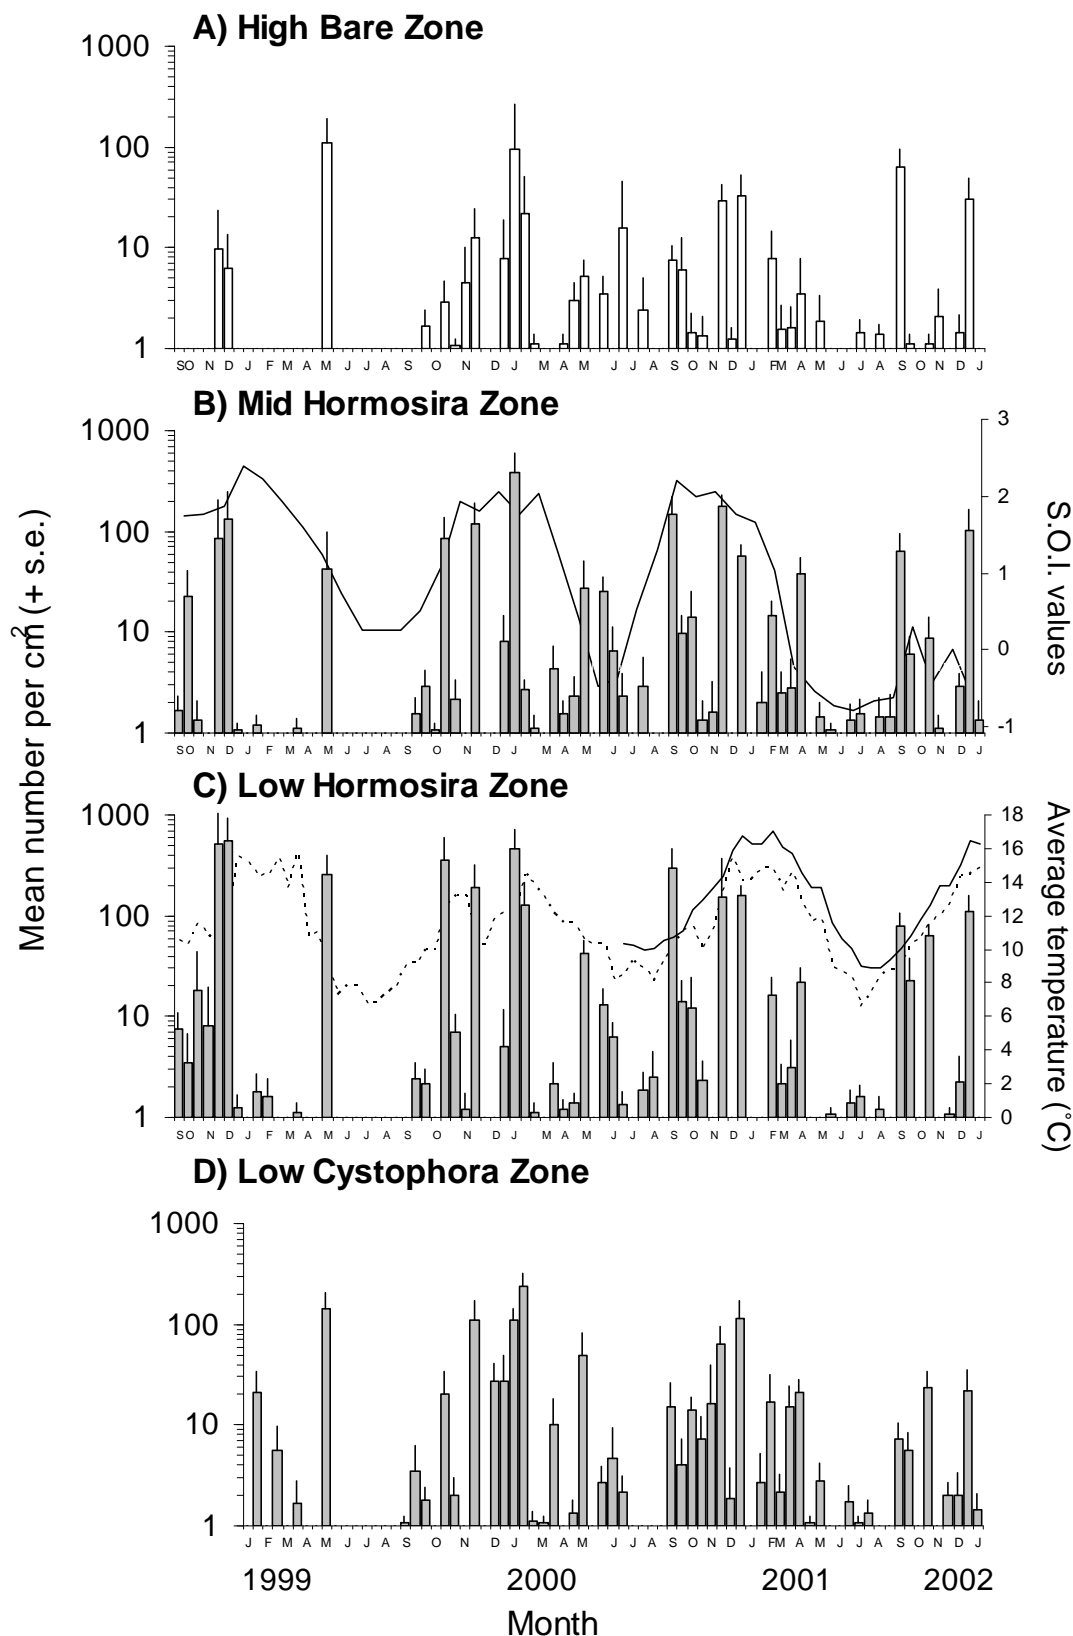 A) High Bare Zone
1000
100
10
1
S O N D J F M A M J J A S O N D J M A M J J A S O N D F M A M J J A S O N D J
B) Mid Hormosira Zone
1000
100
10
1
3
2
1
0
-1
S O N D J F M A M J J A S O N D J M A M J J A S O N D F M A M J J A S O N D J
C) Low Hormosira Zone
1000
100
10
1
18
16
14
12
10
8
6
4
2
0
S O N D J F M A M J J A S O N D J M A M J J A S O N D F M A M J J A S O N D J
D) Low Cystophora Zone
1000
100
10
1
J F M A M J J A S O N D J M A M J J A S O N D F M A M J J A S O N D J
1999 2000 2001 2002
Month
Mean number per cm2 (+ s.e.)
S.O.I. values
Average temperature (°C)